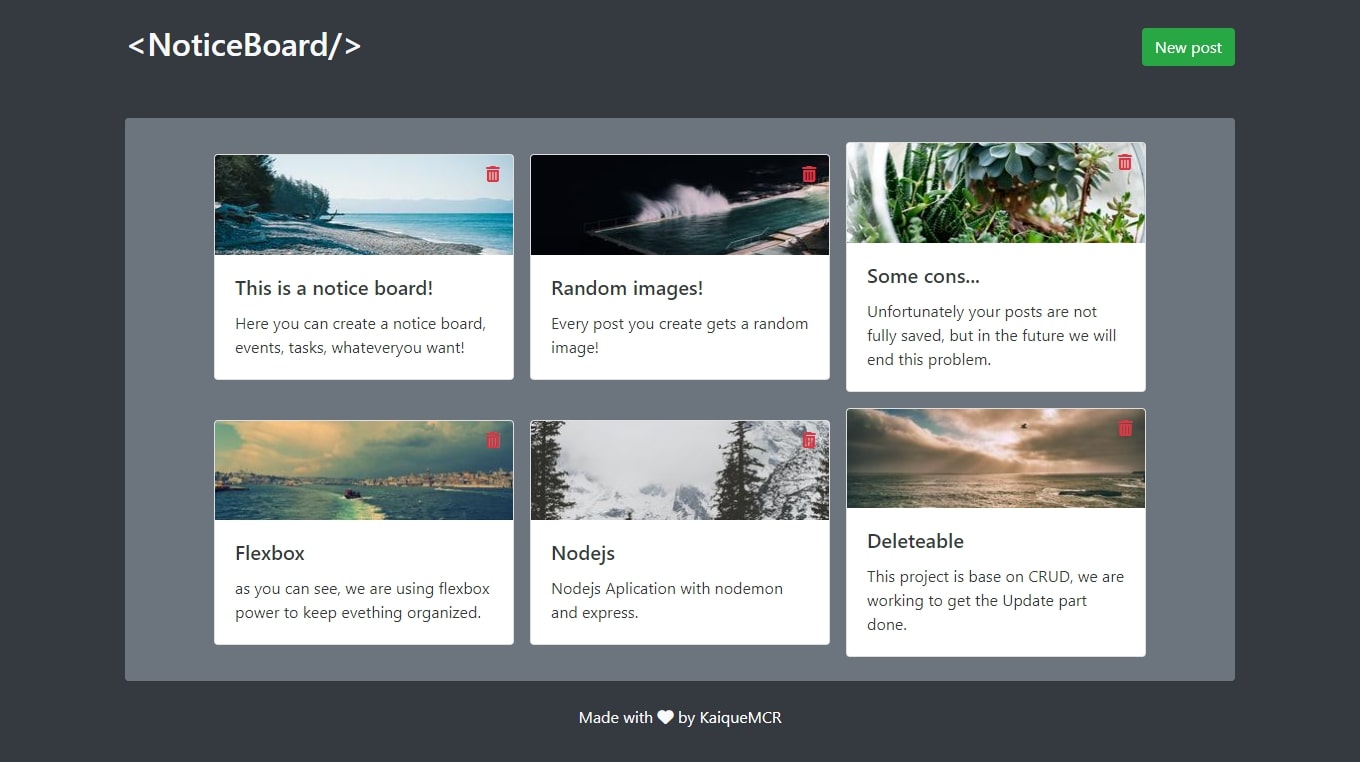 <NoticeBoard/>
New post
This is a notice board!
Here you can create a notice board,
events, tasks, whateveryou want!
Random images!
Every post you create gets a random
image!
Some cons...
Unfortunately your posts are not
fully saved, but in the future we will
end this problem.
Flexbox
as you can see, we are using flexbox
power to keep evething organized.
Nodejs
Nodejs Aplication with nodemon
and express.
Deleteable
This project is base on CRUD, we are
working to get the Update part
done.
Made with ♥ by KaiqueMCR